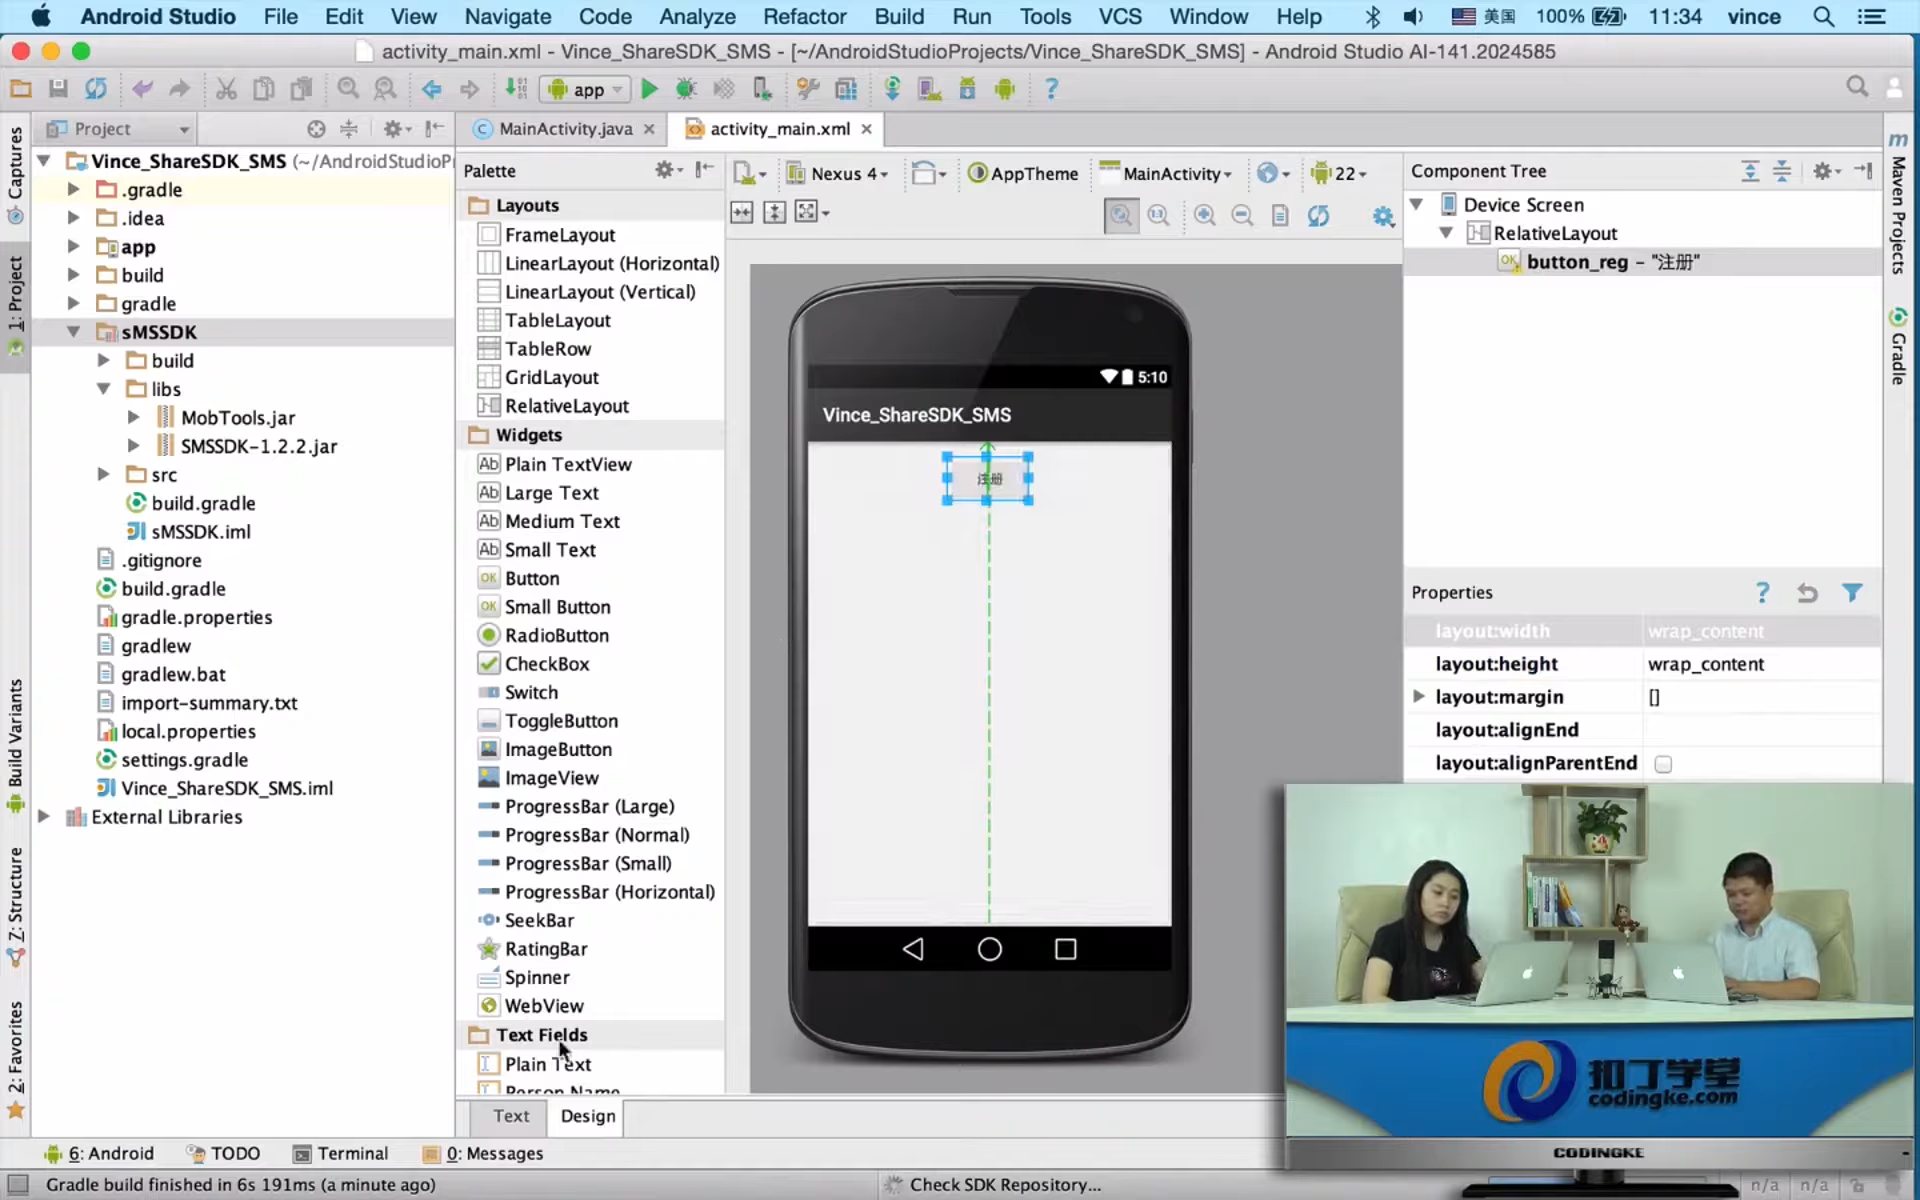 Android Studio File Edit View Navigate Code Analyze Refactor Build Run Tools VCS Window Help 美国 100% 11:34 vince
activity_main.xml - Vince_ShareSDK_SMS - [~/AndroidStudioProjects/Vince_ShareSDK_SMS] - Android Studio AI-141.2024585
app
Project
MainActivity.java
activity_main.xml
Captures
1: Project
Build Variants
Z: Structure
2: Favorites
Vince_ShareSDK_SMS (~/AndroidStudioP
.gradle
.idea
app
build
gradle
sMSSDK
build
libs
MobTools.jar
SMSSDK-1.2.2.jar
src
build.gradle
sMSSDK.iml
.gitignore
build.gradle
gradle.properties
gradlew
gradlew.bat
import-summary.txt
local.properties
settings.gradle
Vince_ShareSDK_SMS.iml
External Libraries
Palette
Layouts
FrameLayout
LinearLayout (Horizontal)
LinearLayout (Vertical)
TableLayout
TableRow
GridLayout
RelativeLayout
Widgets
Plain TextView
Large Text
Medium Text
Small Text
Button
Small Button
RadioButton
CheckBox
Switch
ToggleButton
ImageButton
ImageView
ProgressBar (Large)
ProgressBar (Normal)
ProgressBar (Small)
ProgressBar (Horizontal)
SeekBar
RatingBar
Spinner
WebView
Text Fields
Plain Text
Person Name
Text Design
Nexus 4 AppTheme MainActivity 22
5:10
Vince_ShareSDK_SMS
注册
Component Tree
Device Screen
RelativeLayout
button_reg - "注册"
Properties
layout:width wrap_content
layout:height wrap_content
layout:margin []
layout:alignEnd
layout:alignParentEnd
Maven Projects
Gradle
扣丁学堂
codingke.com
CODINGKE
6: Android TODO Terminal 0: Messages
Gradle build finished in 6s 191ms (a minute ago)
Check SDK Repository...
n/a n/a